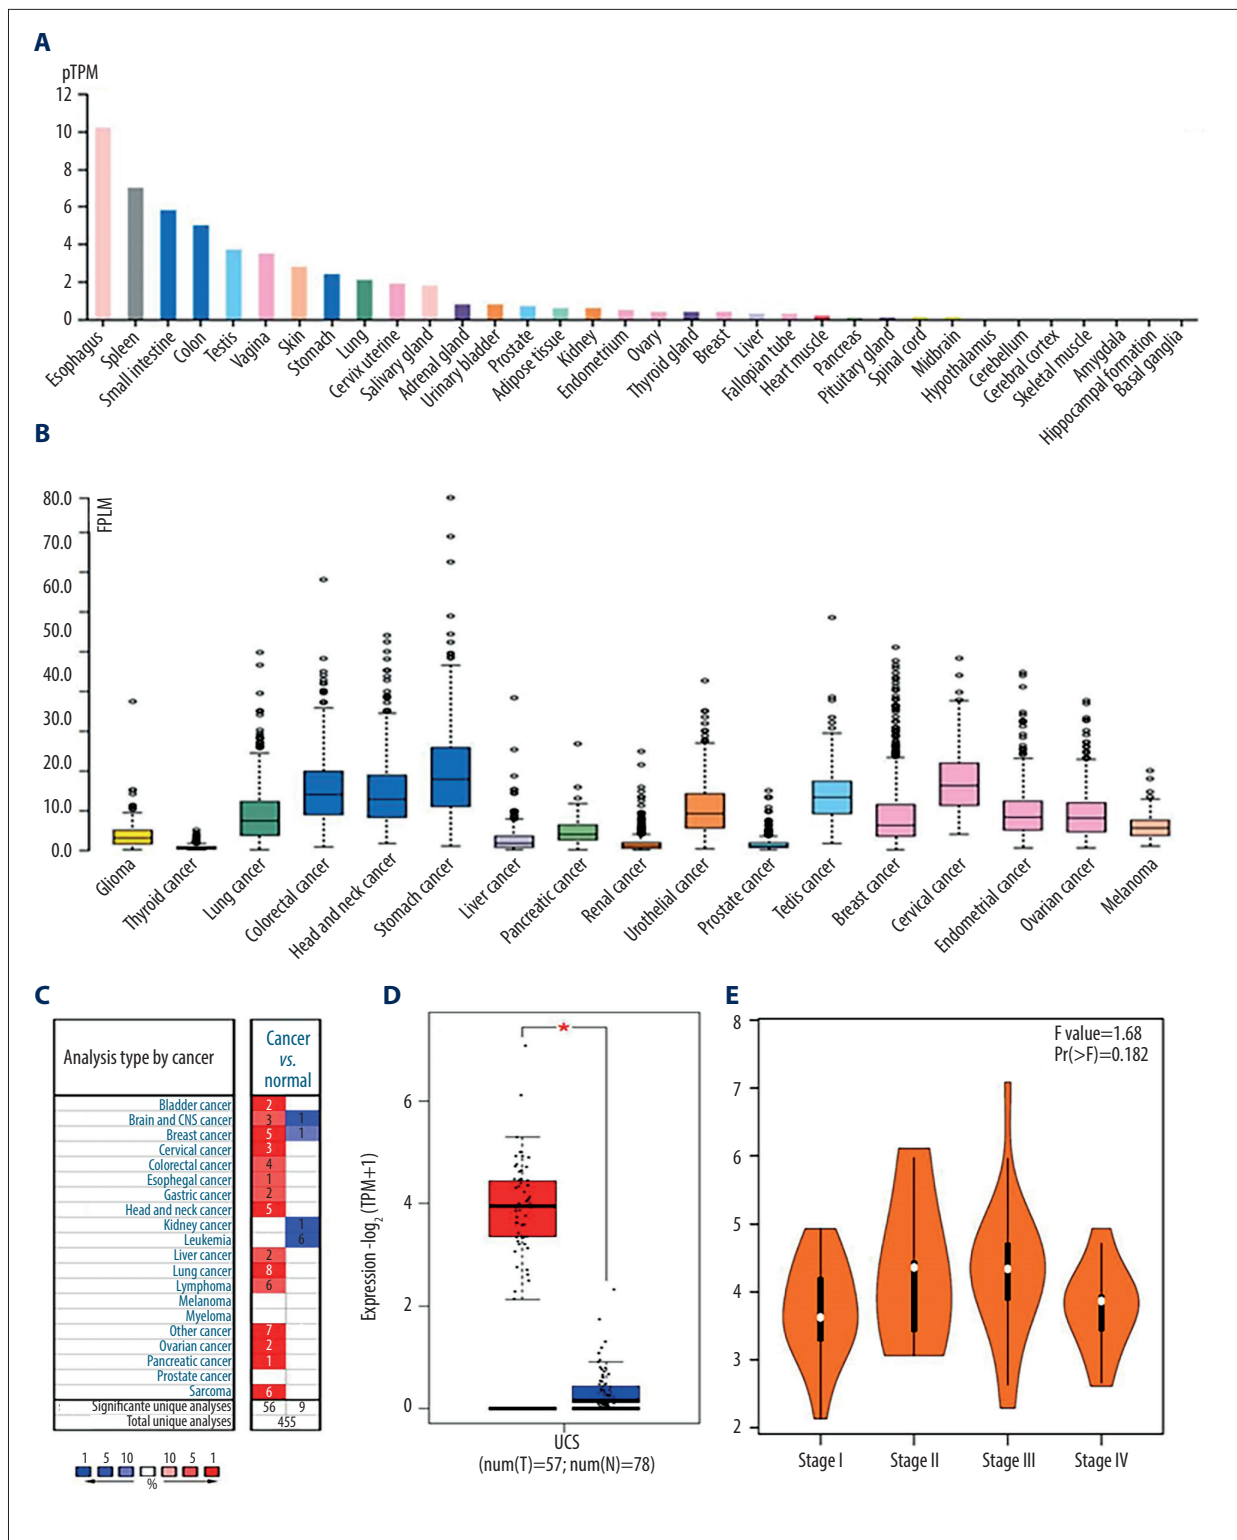 A
pTPM
12
10
8
6
4
2
0
Esophagus
Spleen
Small intestine
Colon
Testis
Vagina
Skin
Stomach
Lung
Cervix uterine
Salivary gland
Adrenal gland
Urinary bladder
Prostate
Adipose tissue
Kidney
Endometrium
Ovary
Thyroid gland
Breast
Liver
Fallopian tube
Heart muscle
Pancreas
Pituitary gland
Spinal cord
Midbrain
Hypothalamus
Cerebellum
Cerebral cortex
Skeletal muscle
Amygdala
Hippocampal formation
Basal ganglia
B
FPLM
80.0
70.0
60.0
50.0
40.0
30.0
20.0
10.0
0.0
Glioma
Thyroid cancer
Lung cancer
Colorectal cancer
Head and neck cancer
Stomach cancer
Liver cancer
Pancreatic cancer
Renal cancer
Urothelial cancer
Prostate cancer
Tedis cancer
Breast cancer
Cervical cancer
Endometrial cancer
Ovarian cancer
Melanoma
C
Analysis type by cancer
Cancer
vs.
normal
Bladder cancer 2
Brain and CNS cancer 3 1
Breast cancer 5 1
Cervical cancer 3
Colorectal cancer 4
Esophegal cancer 1
Gastric cancer 2
Head and neck cancer 5
Kidney cancer 1
Leukemia 6
Liver cancer 2
Lung cancer 8
Lymphoma 6
Melanoma
Myeloma
Other cancer 7
Ovarian cancer 2
Pancreatic cancer 1
Prostate cancer
Sarcoma 6
Significante unique analyses 56 9
Total unique analyses 455
1 5 10 10 5 1
%
D
Expression -log2 (TPM+1)
6
4
2
0
*
UCS
(num(T)=57; num(N)=78)
E
F value=1.68
Pr(>F)=0.182
8
7
6
5
4
3
2
Stage I
Stage II
Stage III
Stage IV